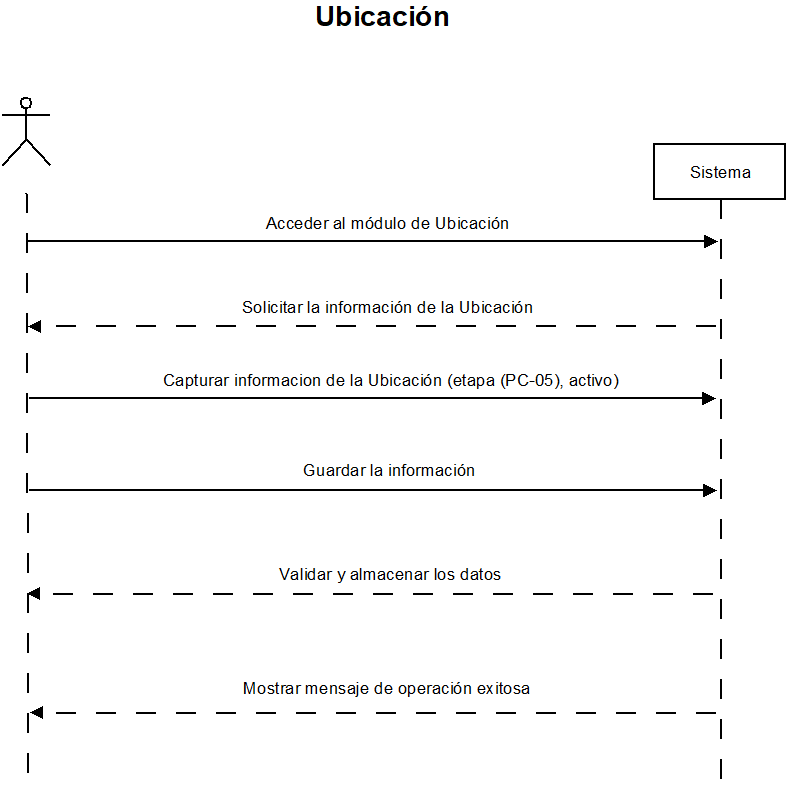 Ubicación
Sistema
Acceder al módulo de Ubicación
Solicitar la información de la Ubicación
Capturar informacion de la Ubicación (etapa (PC-05), activo)
Guardar la información
Validar y almacenar los datos
Mostrar mensaje de operación exitosa